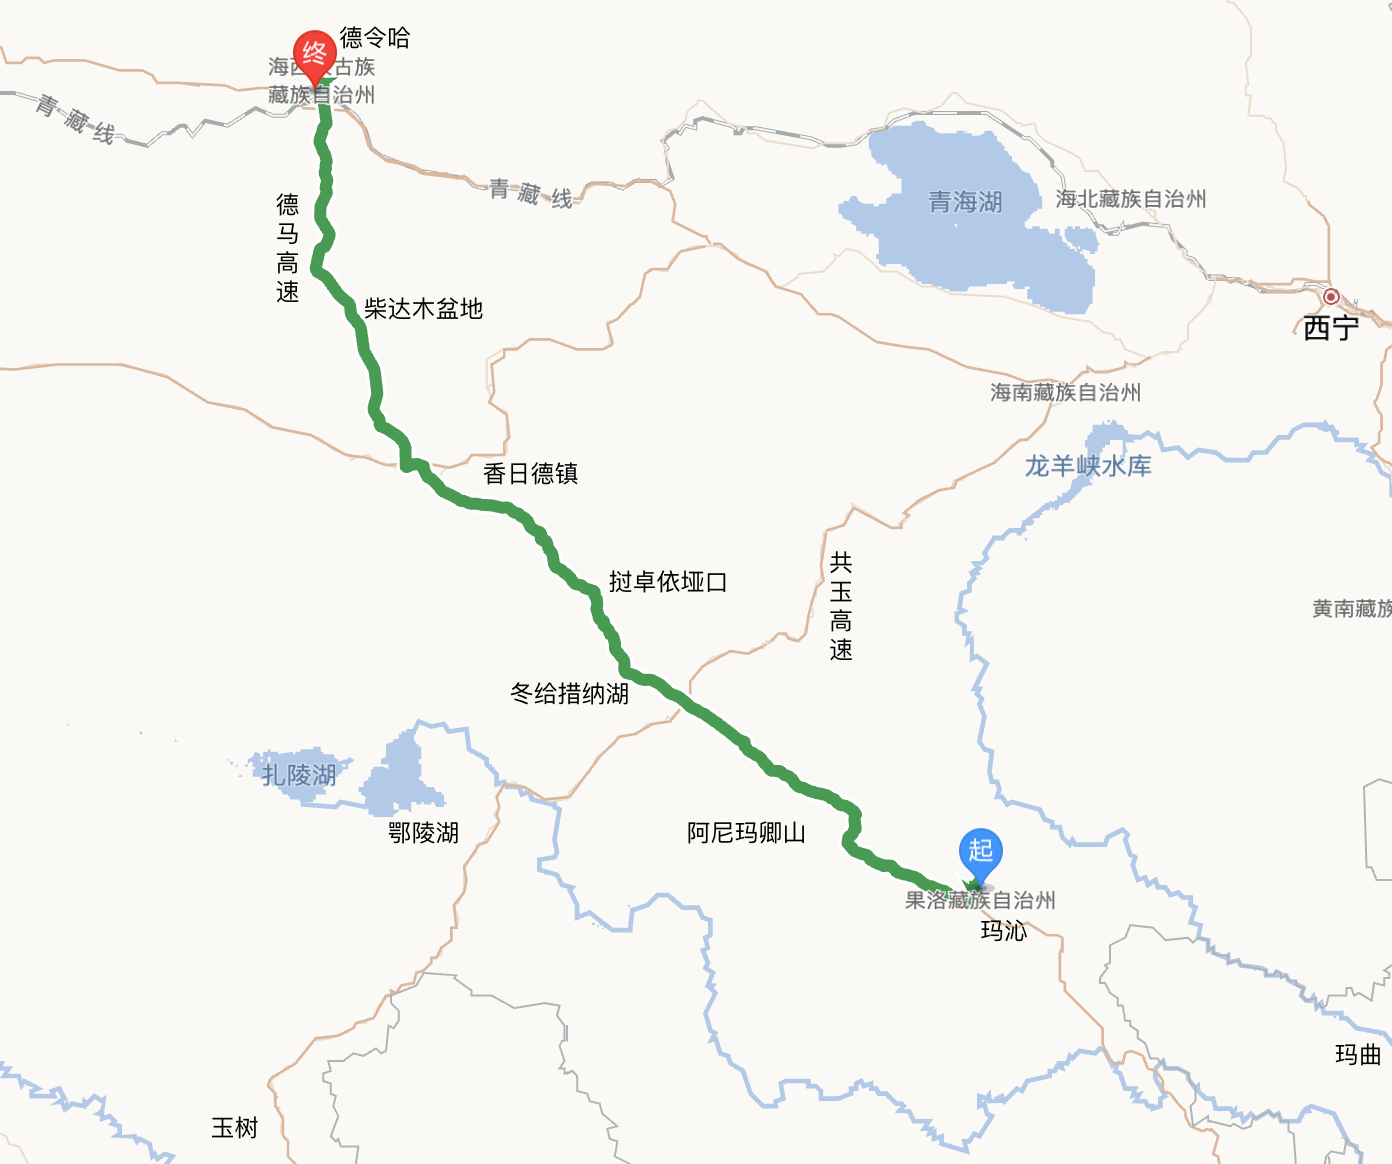 德令哈
终
海西蒙古族
藏族自治州
青藏线
青藏线
青海湖
海北藏族自治州
德马高速
柴达木盆地
西宁
海南藏族自治州
龙羊峡水库
香日德镇
共玉高速
挝卓依垭口
黄南藏族
冬给措纳湖
扎陵湖
鄂陵湖
阿尼玛卿山
起
果洛藏族自治州
玛沁
玛曲
玉树